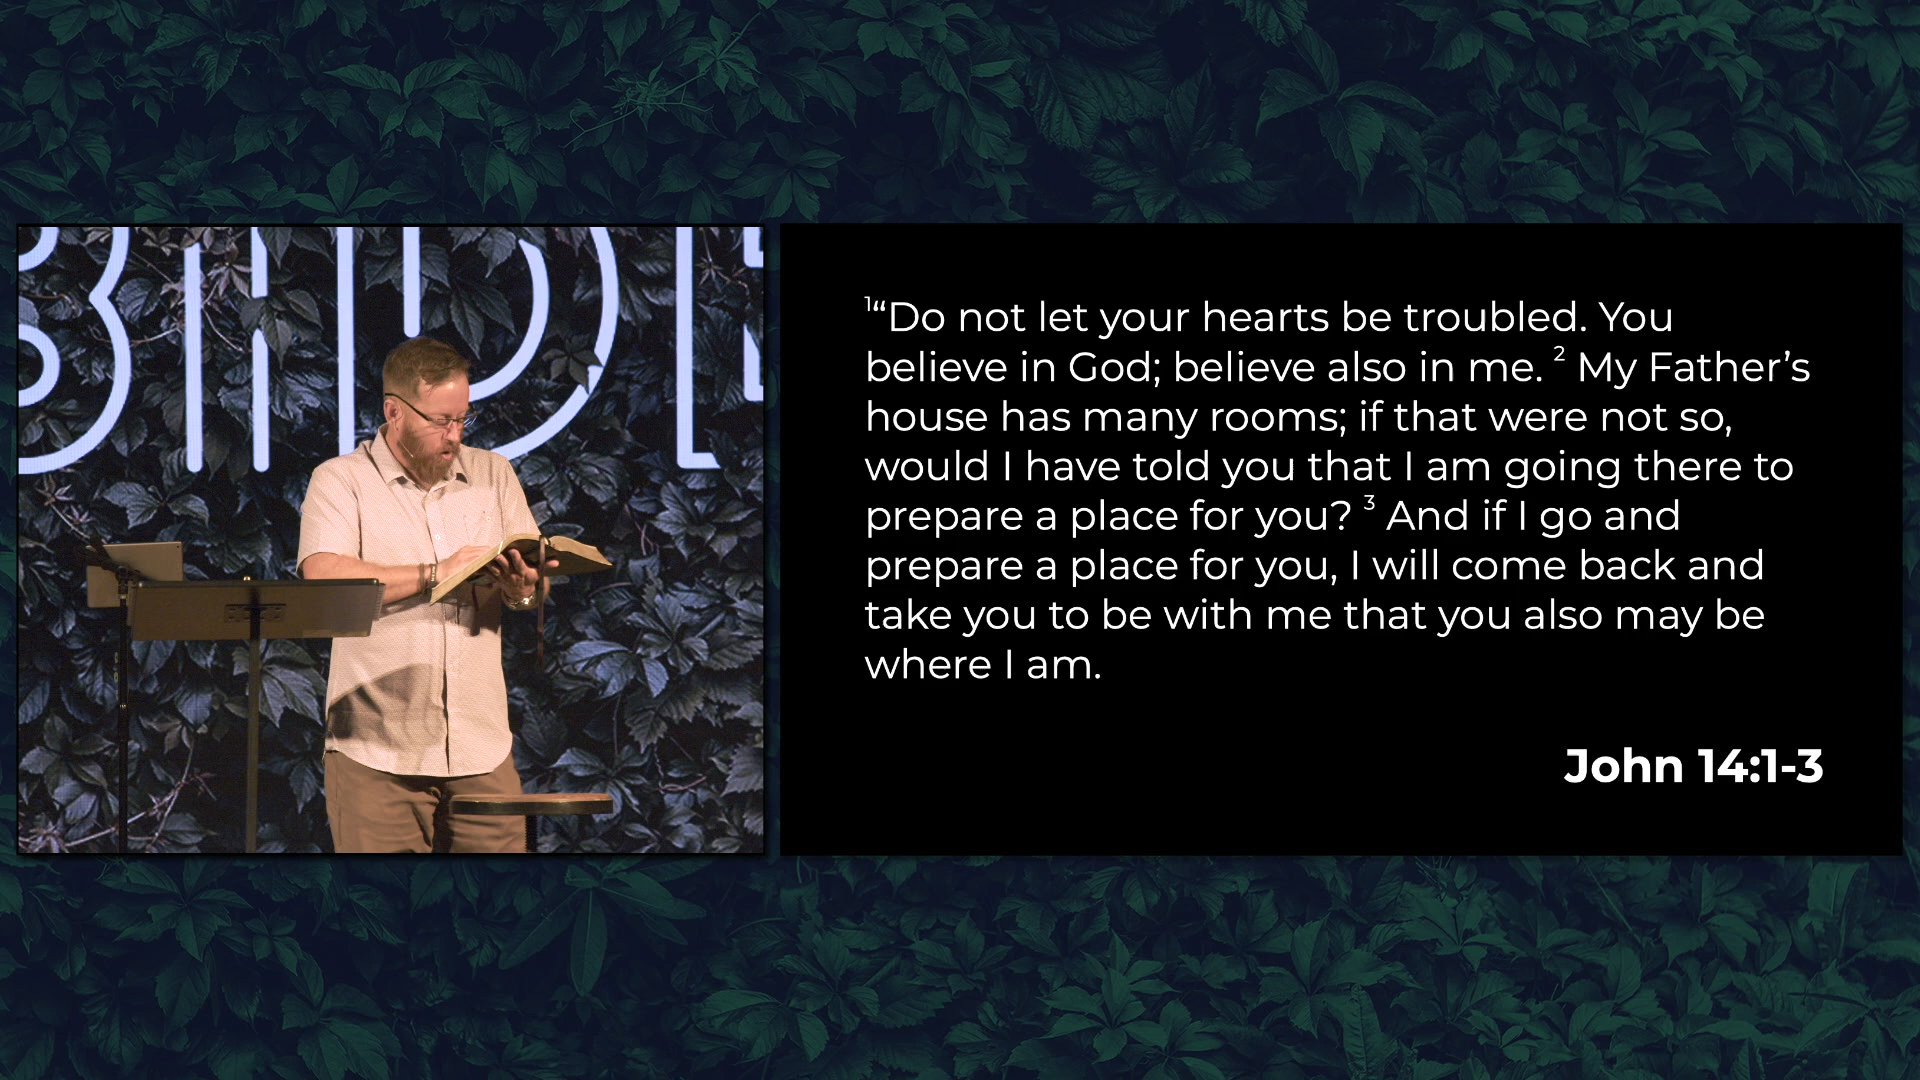 BIDE
¹“Do not let your hearts be troubled. You
believe in God; believe also in me. ² My Father’s
house has many rooms; if that were not so,
would I have told you that I am going there to
prepare a place for you? ³ And if I go and
prepare a place for you, I will come back and
take you to be with me that you also may be
where I am.
John 14:1-3